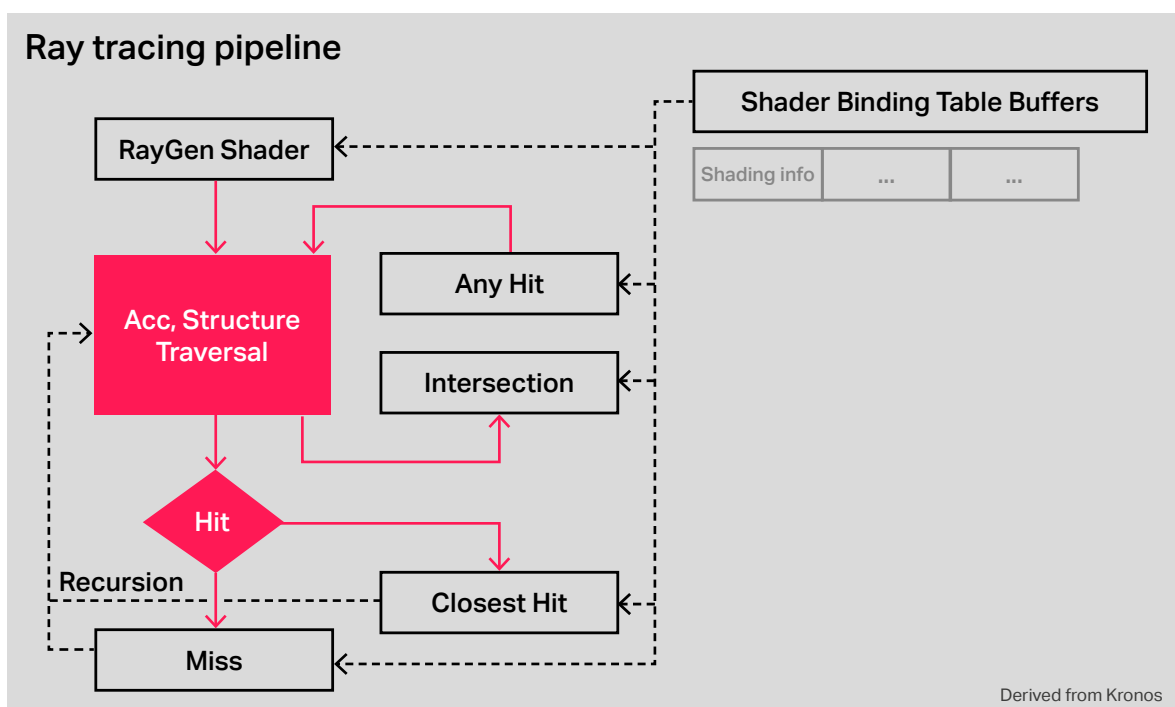 Ray tracing pipeline
Shader Binding Table Buffers
RayGen Shader
Shading info
...
...
Any Hit
Acc, Structure
Traversal
Intersection
Hit
Recursion
Closest Hit
Miss
Derived from Kronos